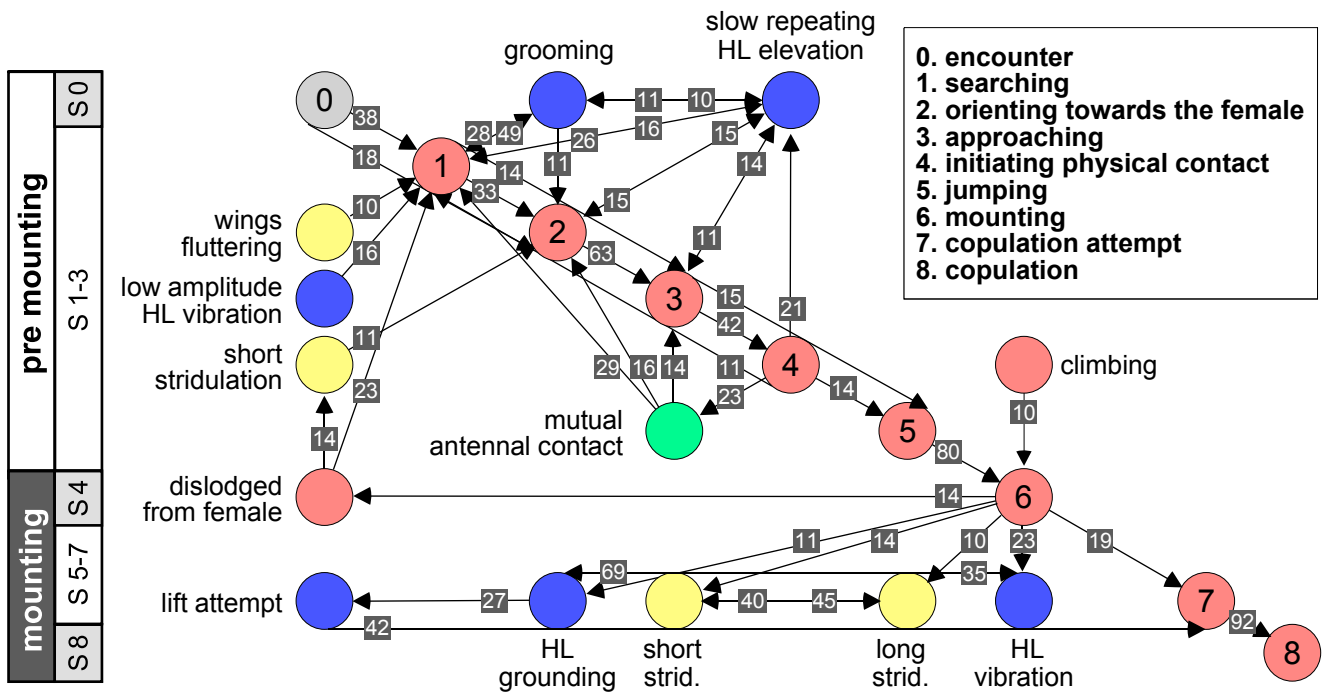 slow repeating
HL elevation
grooming
0. encounter
1. searching
2. orienting towards the female
3. approaching
4. initiating physical contact
5. jumping
6. mounting
7. copulation attempt
8. copulation
pre mounting
mounting
S 0
S 1-3
S 4
S 5-7
S 8
0
38
18
28
49
11
10
26
16
11
15
14
1
14
33
10
wings
fluttering
15
2
16
11
63
low amplitude
HL vibration
3
15
21
42
11
short
stridulation
4
climbing
29
16
14
11
23
14
23
10
mutual
antennal contact
5
14
80
dislodged
from female
14
6
11
14
10
23
19
69
35
lift attempt
27
40
45
7
42
92
HL
grounding
short
strid.
long
strid.
HL
vibration
8